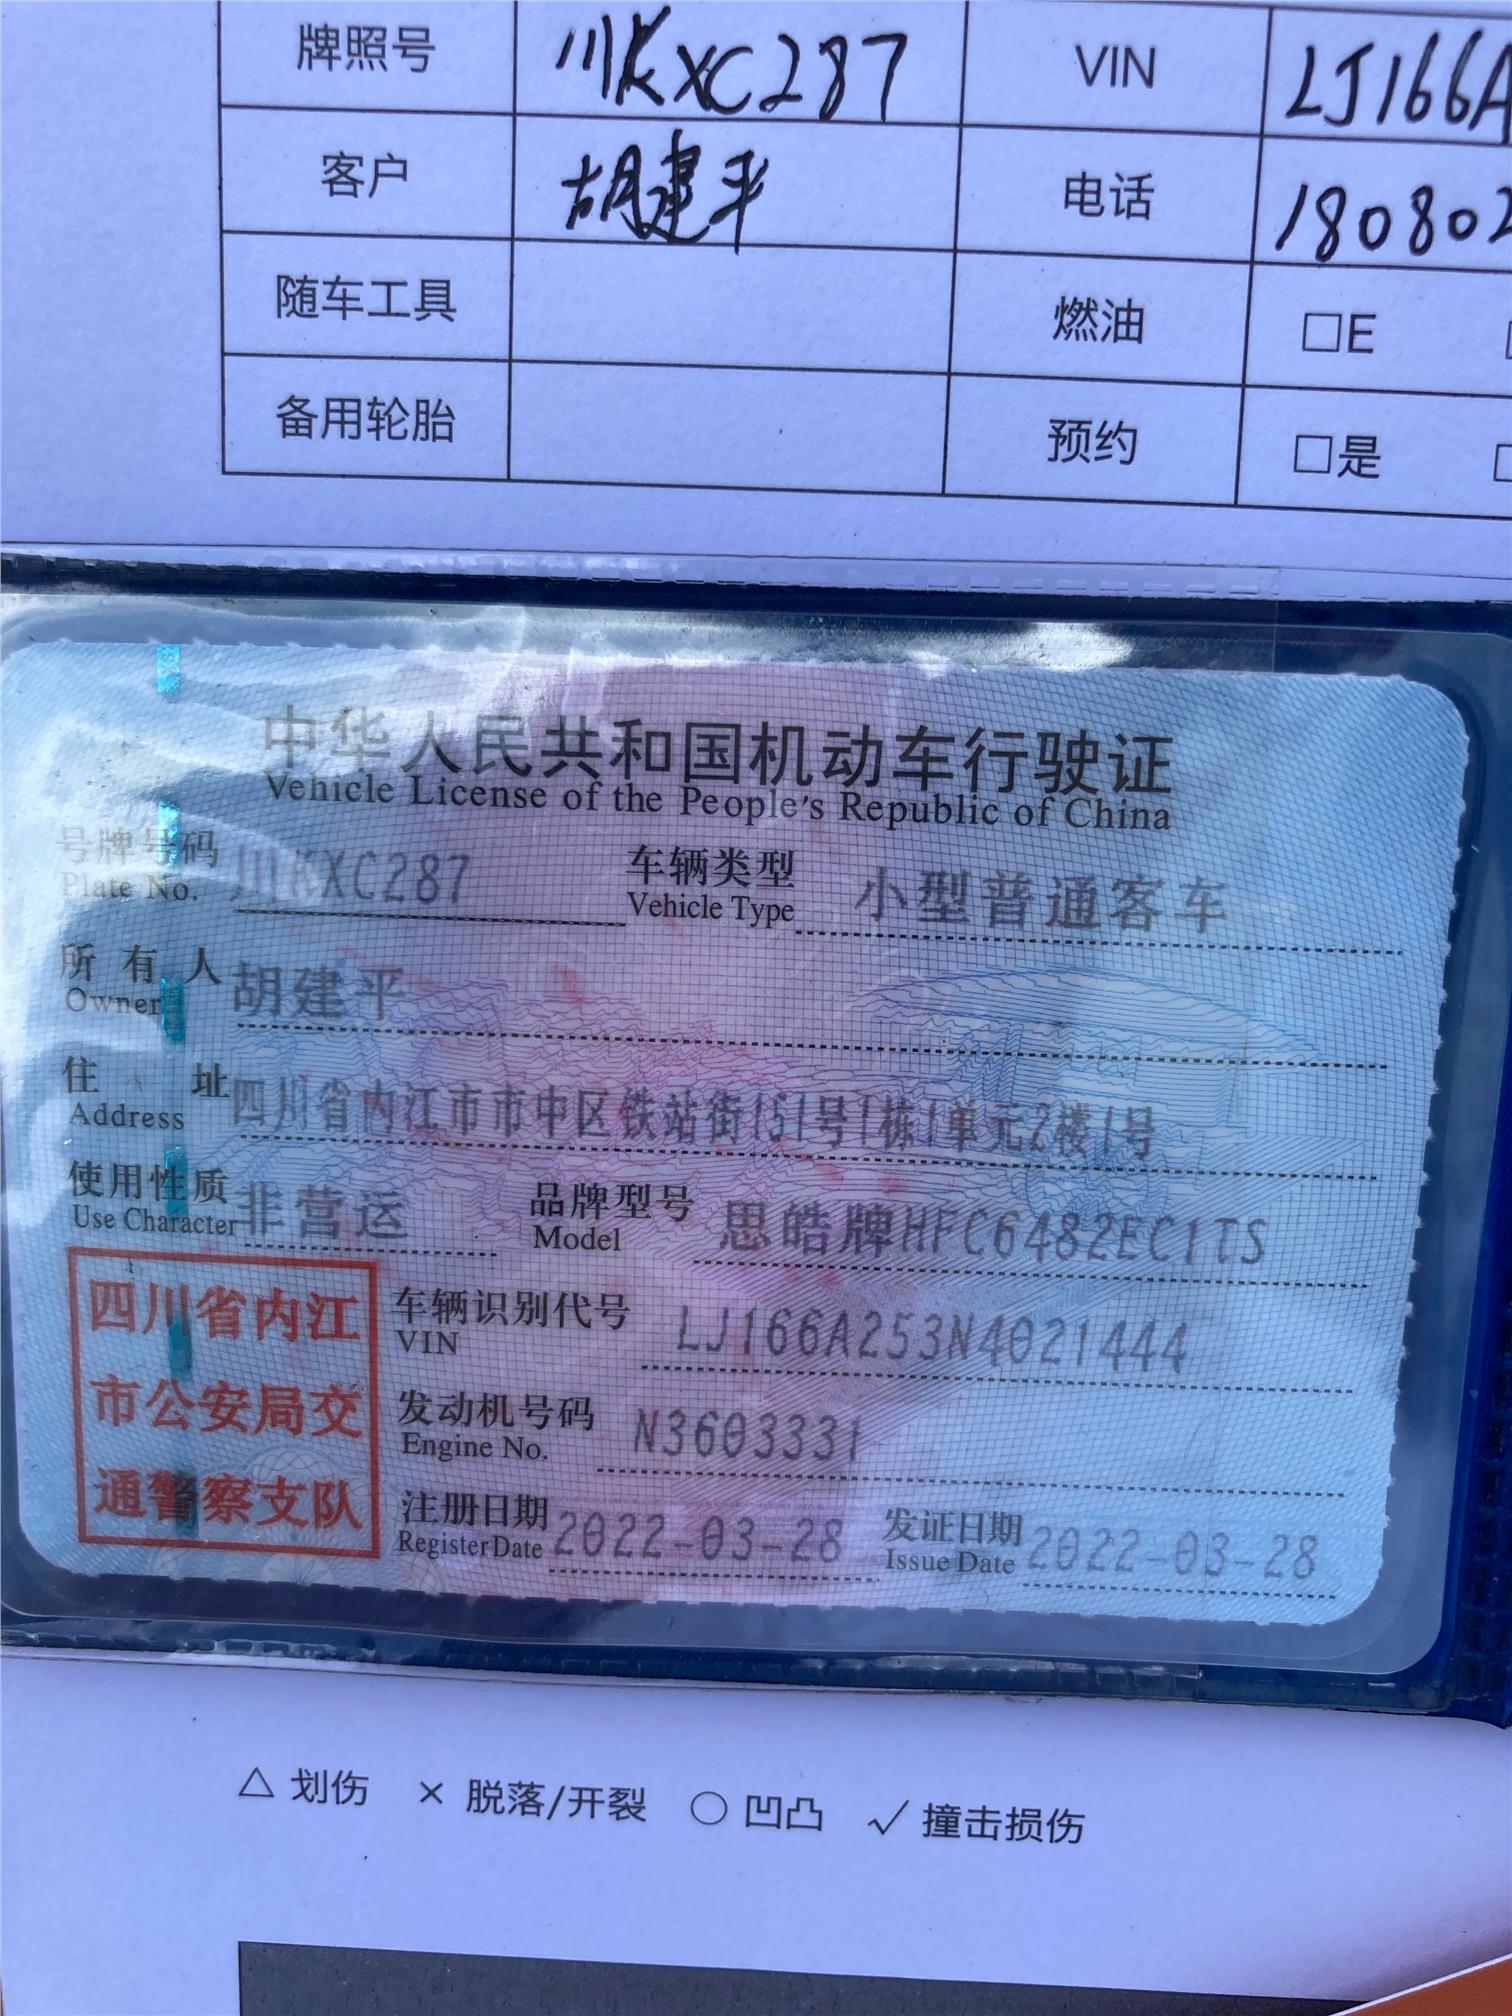 牌照号 川KXC287 VIN LJ166A
客户 胡建平 电话 180802
随车工具 燃油 □E
备用轮胎 预约 □是
中华人民共和国机动车行驶证
Vehicle License of the People's Republic of China
号牌号码 川KXC287 车辆类型 小型普通客车
Plate No. Vehicle Type
所有人 胡建平
Owner
住址 四川省内江市市中区铁站街151号1栋1单元2楼1号
Address
使用性质 非营运 品牌型号 思皓牌HFC6482EC1TS
Use Character Model
四川省内江
市公安局交
通警察支队
车辆识别代号 LJ166A253N4021444
VIN
发动机号码 N3603331
Engine No.
注册日期 2022-03-28 发证日期 2022-03-28
Register Date Issue Date
△ 划伤 × 脱落/开裂 ○ 凹凸 √ 撞击损伤